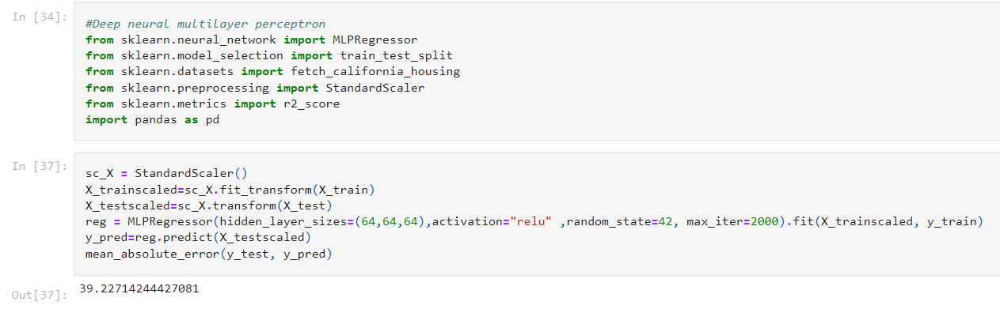 In [34]:
#Deep neural multilayer perceptron
from sklearn.neural_network import MLPRegressor
from sklearn.model_selection import train_test_split
from sklearn.datasets import fetch_california_housing
from sklearn.preprocessing import StandardScaler
from sklearn.metrics import r2_score
import pandas as pd
In [37]:
sc_X = StandardScaler()
X_trainscaled=sc_X.fit_transform(X_train)
X_testscaled=sc_X.transform(X_test)
reg = MLPRegressor(hidden_layer_sizes=(64,64,64),activation="relu" ,random_state=42, max_iter=2000).fit(X_trainscaled, y_train)
y_pred=reg.predict(X_testscaled)
mean_absolute_error(y_test, y_pred)
Out[37]: 39.22714244427081